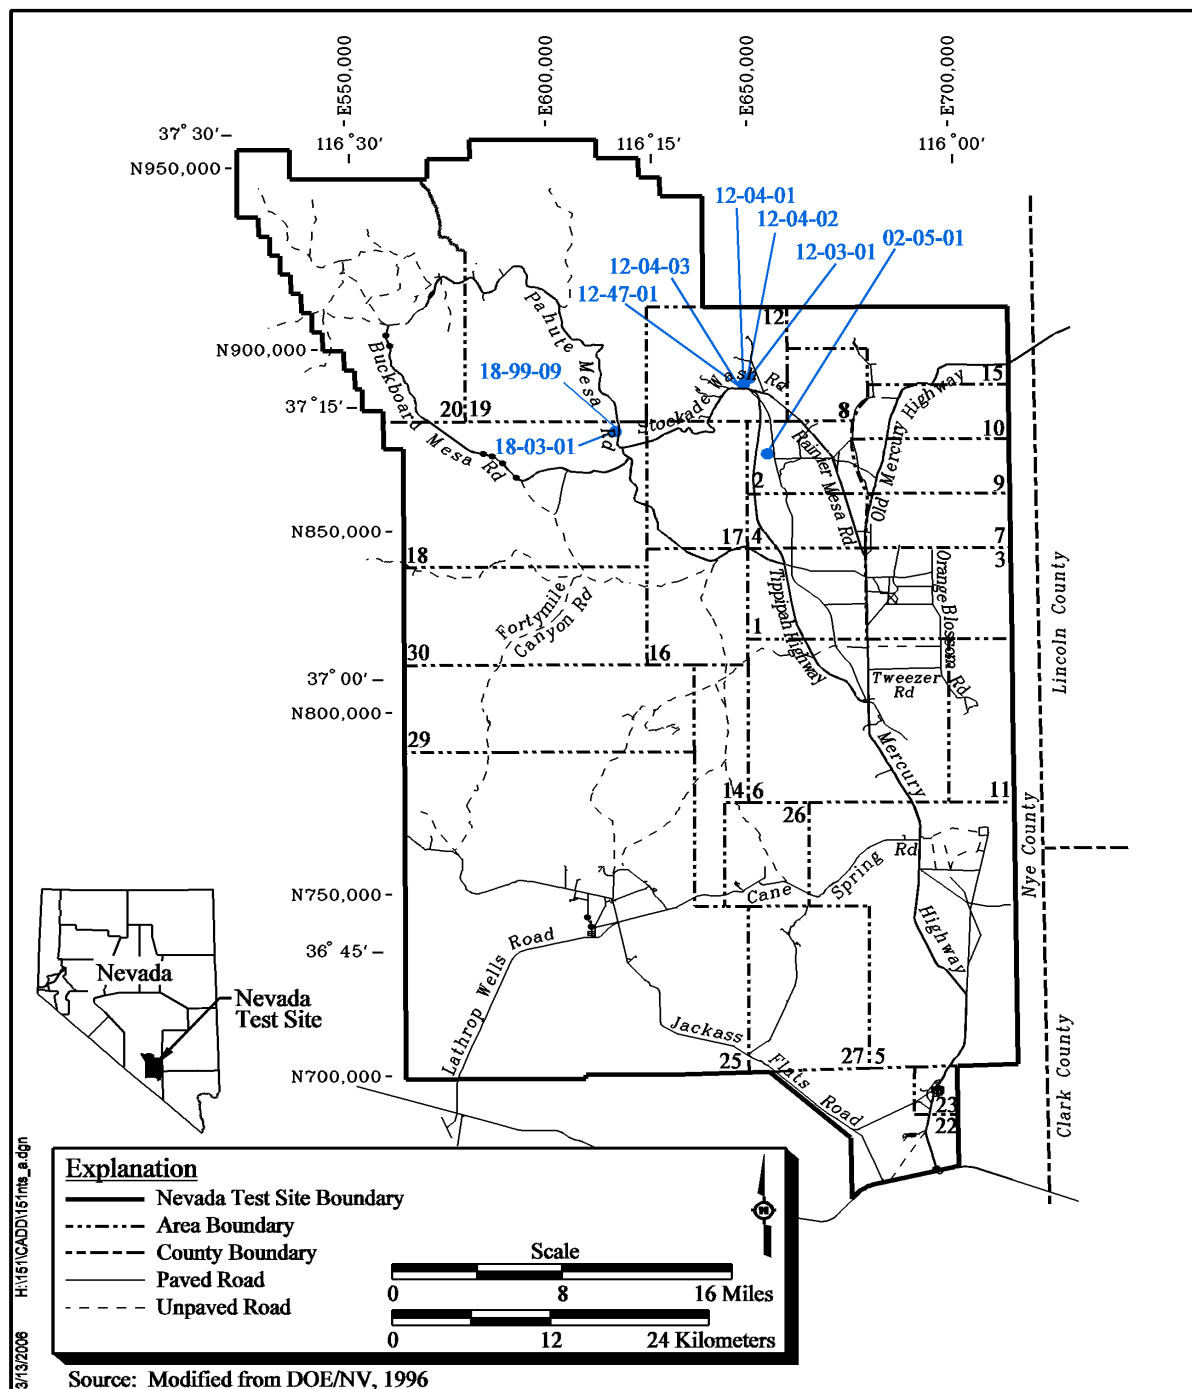 E550,000
E600,000
E650,000
E700,000
37° 30'
116° 30'
116° 15'
116° 00'
N950,000
12-04-01
12-04-02
02-05-01
12-03-01
12-04-03
12-47-01
12
Pahute Mesa Rd
N900,000
Buckboard Mesa Rd
18-99-09
Stockade Wash Rd
15
37° 15'
20 19
8
Old Mercury Highway
10
18-03-01
Rainier Mesa Rd
2
9
N850,000
17 4
7
3
18
Orange Blossom Rd
Tippipah Highway
Fortymile
Canyon Rd
Lincoln County
1
30
16
37° 00'
Tweezer
Rd
N800,000
29
Mercury
Highway
14 6
26
11
Nye County
Cane Spring Rd
N750,000
36° 45'
Lathrop Wells Road
Nevada
Nevada
Test Site
Jackass Flats Road
25
27 5
N700,000
23
22
Clark County
H:\151\CADD\151nts_a.dgn
3/13/2006
Explanation
Nevada Test Site Boundary
Area Boundary
County Boundary
Paved Road
Unpaved Road
N
Scale
0 8 16 Miles
0 12 24 Kilometers
Source: Modified from DOE/NV, 1996